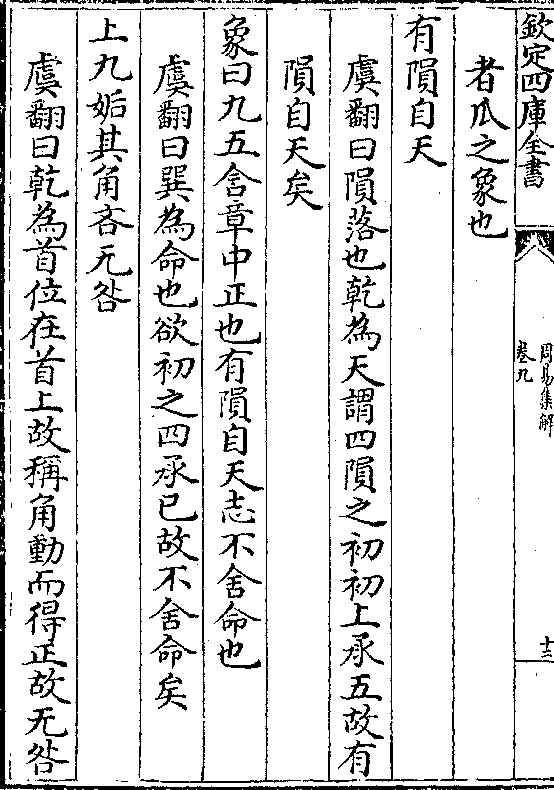 欽定四庫全書
周易集解
卷九
十三
者瓜之象也
有隕自天
虞翻曰隕落也乾為天謂四隕之初初上承五故有
隕自天矣
象曰九五含章中正也有隕自天志不舍命也
虞翻曰巽為命也欲初之四承已故不舍命矣
上九姤其角吝无咎
虞翻曰乾為首位在首上故稱角動而得正故无咎